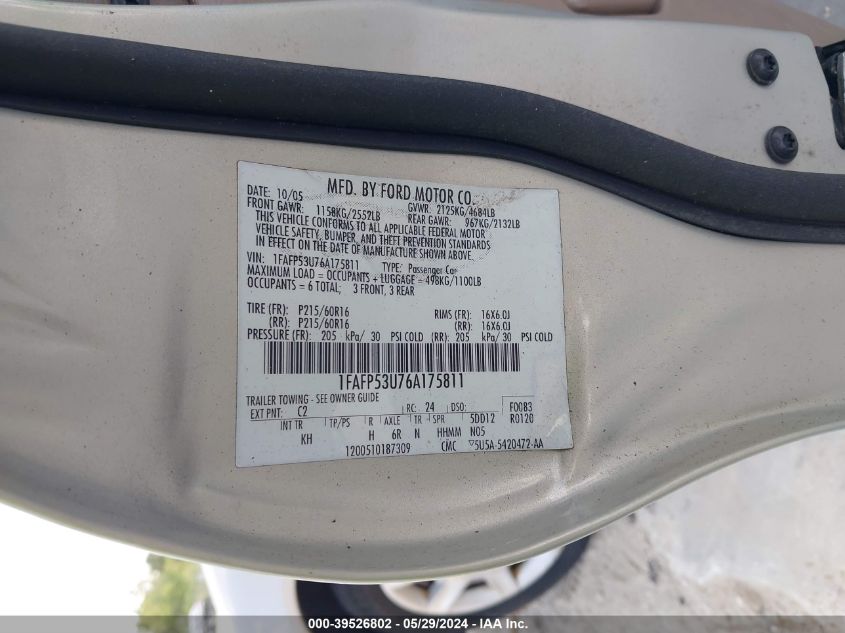 MFD. BY FORD MOTOR CO.
DATE: 10/05 GVWR: 2125KG/4684LB
FRONT GAWR: 1158KG/2552LB REAR GAWR: 967KG/2132LB
THIS VEHICLE CONFORMS TO ALL APPLICABLE FEDERAL MOTOR
VEHICLE SAFETY, BUMPER, AND THEFT PREVENTION STANDARDS
IN EFFECT ON THE DATE OF MANUFACTURE SHOWN ABOVE.
VIN: 1FAFP53U76A175811 TYPE: Passenger Car
MAXIMUM LOAD = OCCUPANTS + LUGGAGE = 498KG/1100LB
OCCUPANTS = 6 TOTAL; 3 FRONT, 3 REAR
TIRE (FR): P215/60R16 RIMS (FR): 16X6.0J
(RR): P215/60R16 (RR): 16X6.0J
PRESSURE (FR): 205 kPa/ 30 PSI COLD (RR): 205 kPa/ 30 PSI COLD
1FAFP53U76A175811
TRAILER TOWING - SEE OWNER GUIDE
EXT PNT: C2 RC: 24 DSO: F0083
INT TR TP/PS R AXLE TR SPR 5DD12 R0120
KH H 6R N HHMM N05
1200510187309 CMC ▽5U5A-5420472-AA
000-39526802 - 05/29/2024 - IAA Inc.